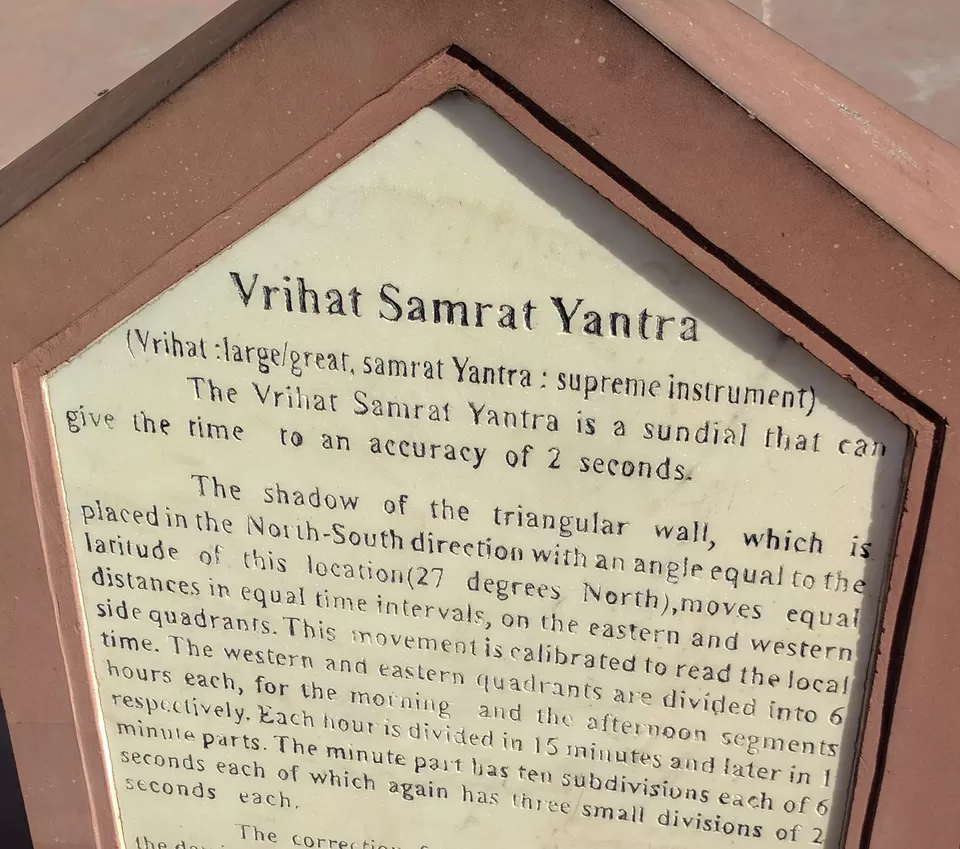 Vrihat Samrat Yantra
(Vrihat :large/great, samrat Yantra : supreme instrument)
The Vrihat Samrat Yantra is a sundial that can
give the time to an accuracy of 2 seconds.
The shadow of the triangular wall, which is
placed in the North-South direction with an angle equal to the
latitude of this location(27 degrees North),moves equal
distances in equal time intervals, on the eastern and western
side quadrants. This movement is calibrated to read the local
time. The western and eastern quadrants are divided into 6
hours each, for the morning and the afternoon segments
respectively. Each hour is divided in 15 minutes and later in 1
minute parts. The minute part has ten subdivisions each of 6
seconds each of which again has three small divisions of 2
seconds each.
The correction
the